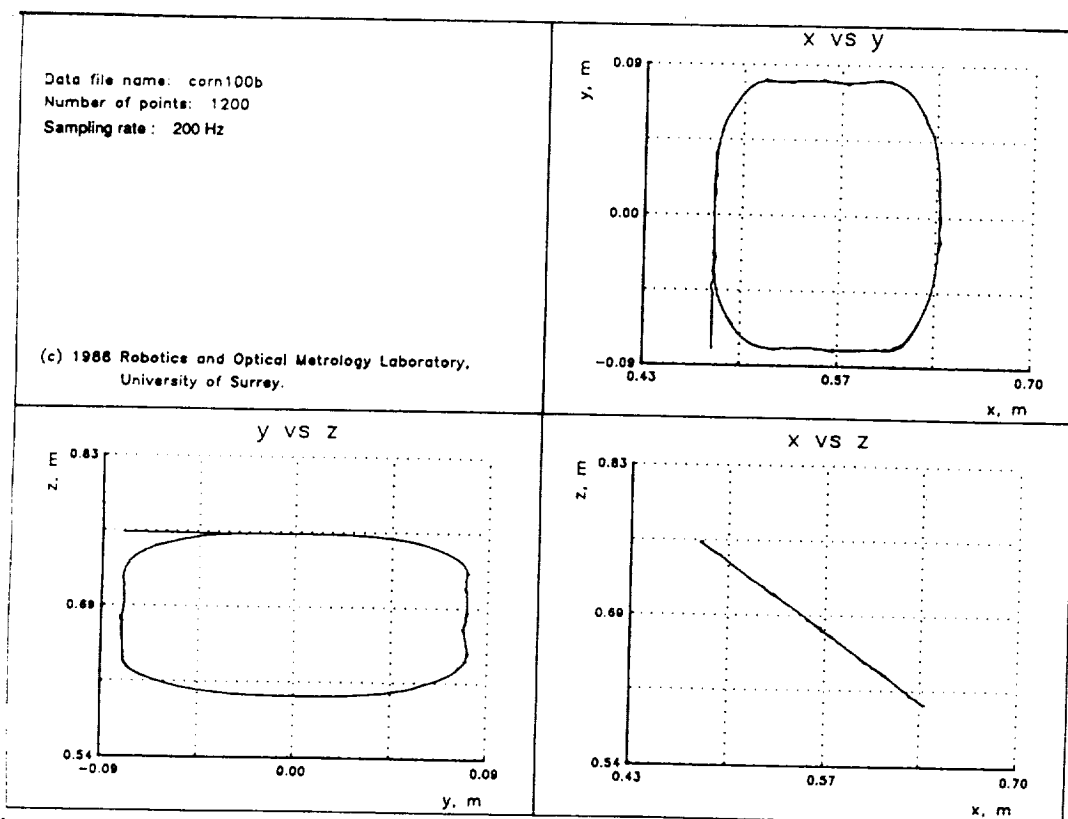 Data file name: corn100b
Number of points: 1200
Sampling rate : 200 Hz
(c) 1988 Robotics and Optical Metrology Laboratory,
University of Surrey.
x vs y
y, m
0.09
0.00
-0.09
0.43
0.57
0.70
x, m
y vs z
z, m
0.83
0.69
0.54
-0.09
0.00
0.09
y, m
x vs z
z, m
0.83
0.69
0.54
0.43
0.57
0.70
x, m